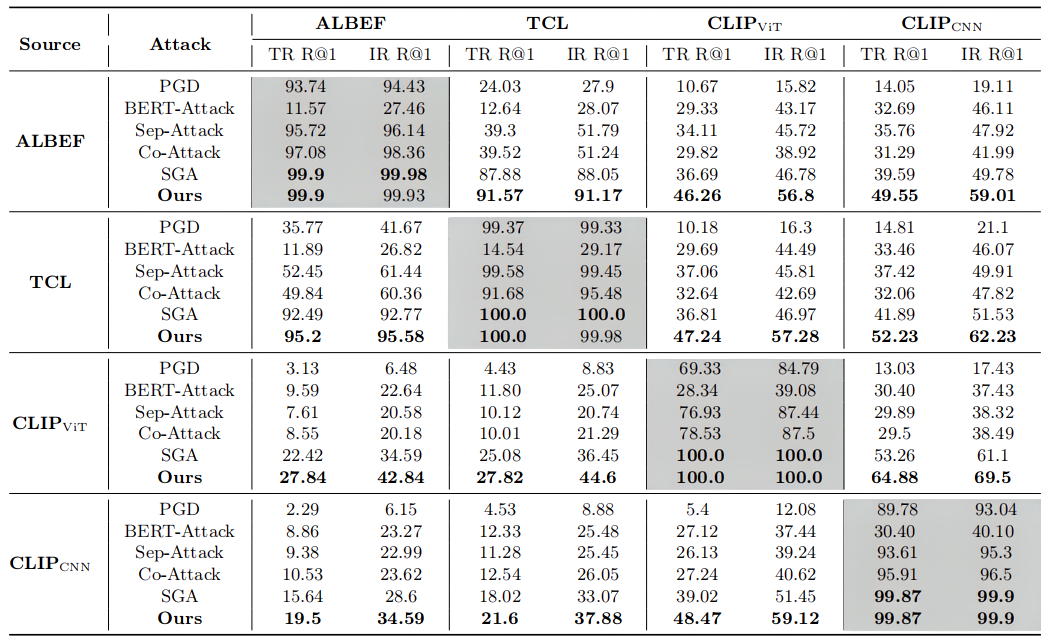 Source Attack ALBEF TCL CLIPViT CLIPCNN
TR R@1 IR R@1 TR R@1 IR R@1 TR R@1 IR R@1 TR R@1 IR R@1
ALBEF
PGD 93.74 94.43 24.03 27.9 10.67 15.82 14.05 19.11
BERT-Attack 11.57 27.46 12.64 28.07 29.33 43.17 32.69 46.11
Sep-Attack 95.72 96.14 39.3 51.79 34.11 45.72 35.76 47.92
Co-Attack 97.08 98.36 39.52 51.24 29.82 38.92 31.29 41.99
SGA 99.9 99.98 87.88 88.05 36.69 46.78 39.59 49.78
Ours 99.9 99.93 91.57 91.17 46.26 56.8 49.55 59.01
TCL
PGD 35.77 41.67 99.37 99.33 10.18 16.3 14.81 21.1
BERT-Attack 11.89 26.82 14.54 29.17 29.69 44.49 33.46 46.07
Sep-Attack 52.45 61.44 99.58 99.45 37.06 45.81 37.42 49.91
Co-Attack 49.84 60.36 91.68 95.48 32.64 42.69 32.06 47.82
SGA 92.49 92.77 100.0 100.0 36.81 46.97 41.89 51.53
Ours 95.2 95.58 100.0 99.98 47.24 57.28 52.23 62.23
CLIPViT
PGD 3.13 6.48 4.43 8.83 69.33 84.79 13.03 17.43
BERT-Attack 9.59 22.64 11.80 25.07 28.34 39.08 30.40 37.43
Sep-Attack 7.61 20.58 10.12 20.74 76.93 87.44 29.89 38.32
Co-Attack 8.55 20.18 10.01 21.29 78.53 87.5 29.5 38.49
SGA 22.42 34.59 25.08 36.45 100.0 100.0 53.26 61.1
Ours 27.84 42.84 27.82 44.6 100.0 100.0 64.88 69.5
CLIPCNN
PGD 2.29 6.15 4.53 8.88 5.4 12.08 89.78 93.04
BERT-Attack 8.86 23.27 12.33 25.48 27.12 37.44 30.40 40.10
Sep-Attack 9.38 22.99 11.28 25.45 26.13 39.24 93.61 95.3
Co-Attack 10.53 23.62 12.54 26.05 27.24 40.62 95.91 96.5
SGA 15.64 28.6 18.02 33.07 39.02 51.45 99.87 99.9
Ours 19.5 34.59 21.6 37.88 48.47 59.12 99.87 99.9